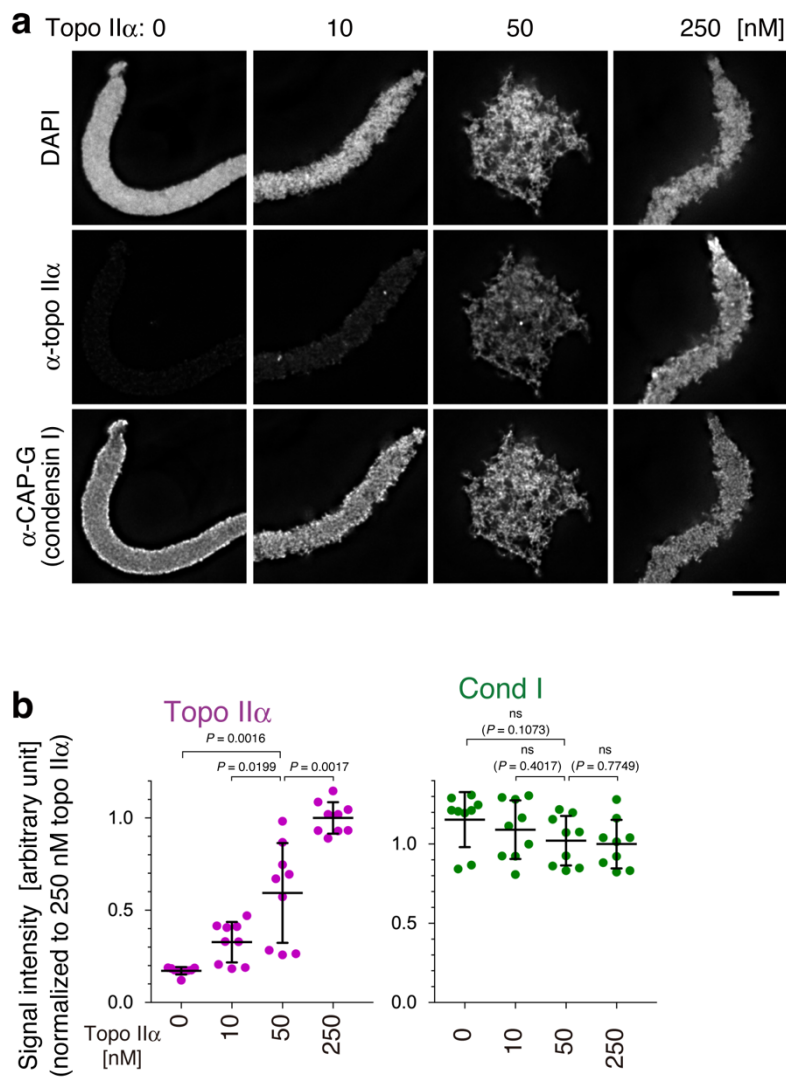 a Topo IIα: 0 10 50 250 [nM]
DAPI
α-topo IIα
α-CAP-G
(condensin I)
b
Topo IIα
Cond I
P = 0.0016
P = 0.0199 P = 0.0017
ns
(P = 0.1073)
ns ns
(P = 0.4017) (P = 0.7749)
Signal intensity [arbitrary unit]
(normalized to 250 nM topo IIα)
1.0
0.5
0.0
1.0
0.5
0.0
Topo IIα
[nM]
0 10 50 250
0 10 50 250